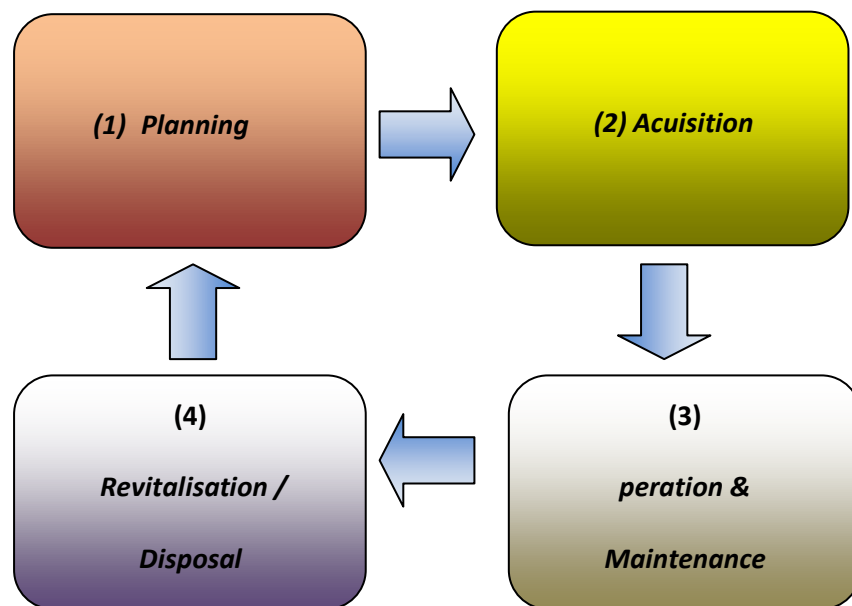 (1) Planning
(2) Acuisition
(4)
Revitalisation /
Disposal
(3)
peration &
Maintenance